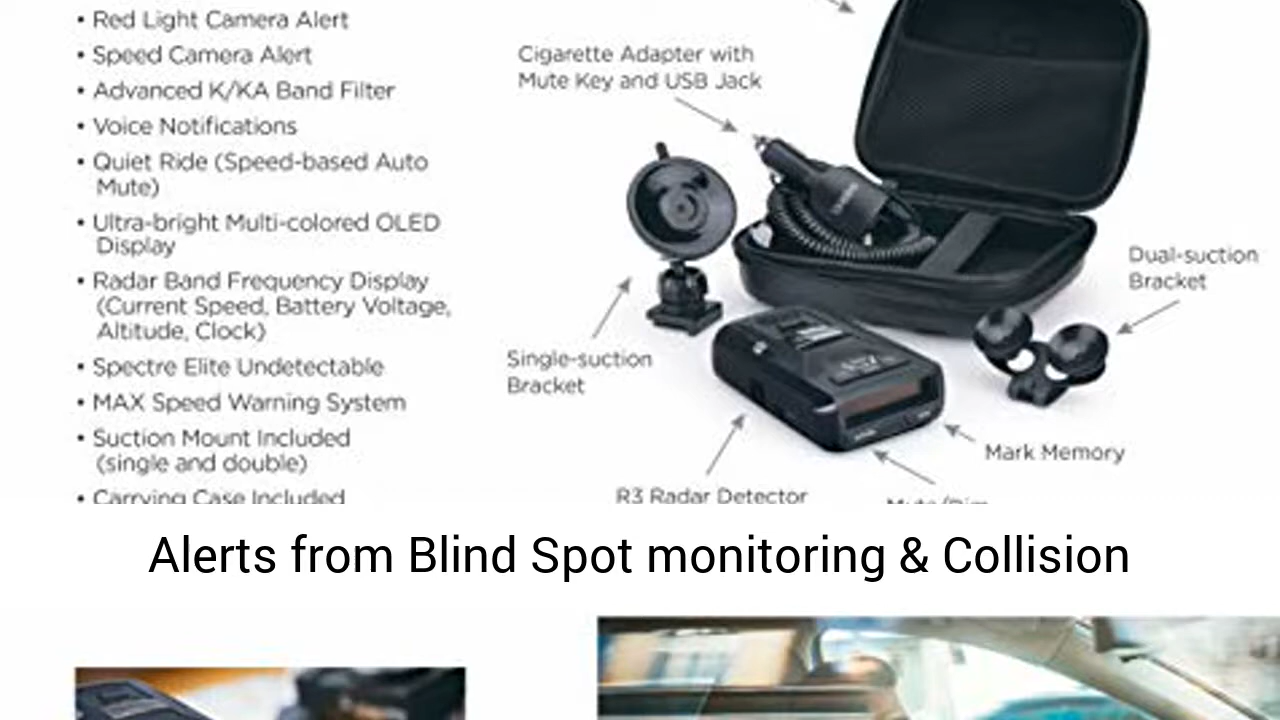 • Red Light Camera Alert
• Speed Camera Alert
• Advanced K/KA Band Filter
• Voice Notifications
• Quiet Ride (Speed-based Auto
Mute)
• Ultra-bright Multi-colored OLED
Display
• Radar Band Frequency Display
(Current Speed, Battery Voltage,
Altitude, Clock)
• Spectre Elite Undetectable
• MAX Speed Warning System
• Suction Mount Included
(single and double)
• Carrying Case Included
Cigarette Adapter with
Mute Key and USB Jack
Dual-suction
Bracket
Single-suction
Bracket
Mark Memory
R3 Radar Detector
Mute/Dim
Alerts from Blind Spot monitoring & Collision